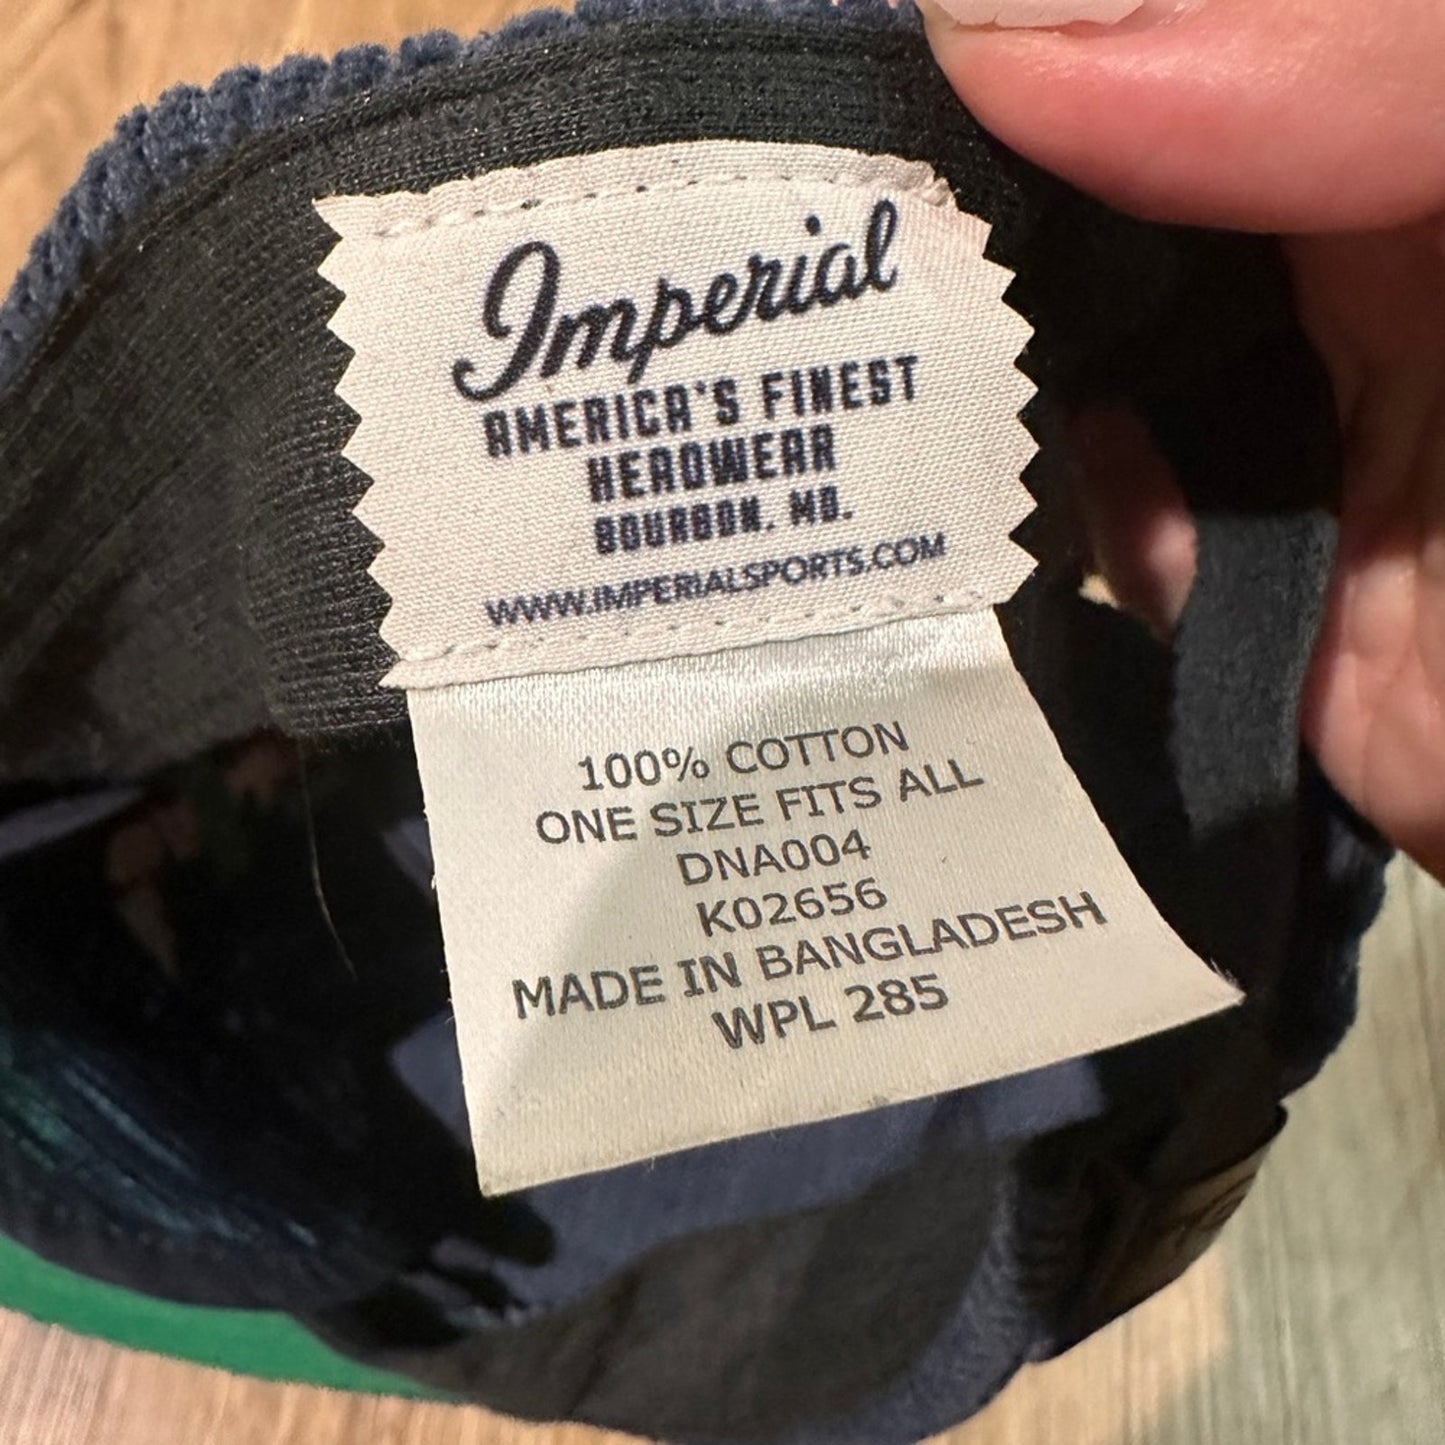 Imperial
AMERICA'S FINEST
HEADWEAR
BOURBON, MO.
WWW.IMPERIALSPORTS.COM
100% COTTON
ONE SIZE FITS ALL
DNA004
K02656
MADE IN BANGLADESH
WPL 285